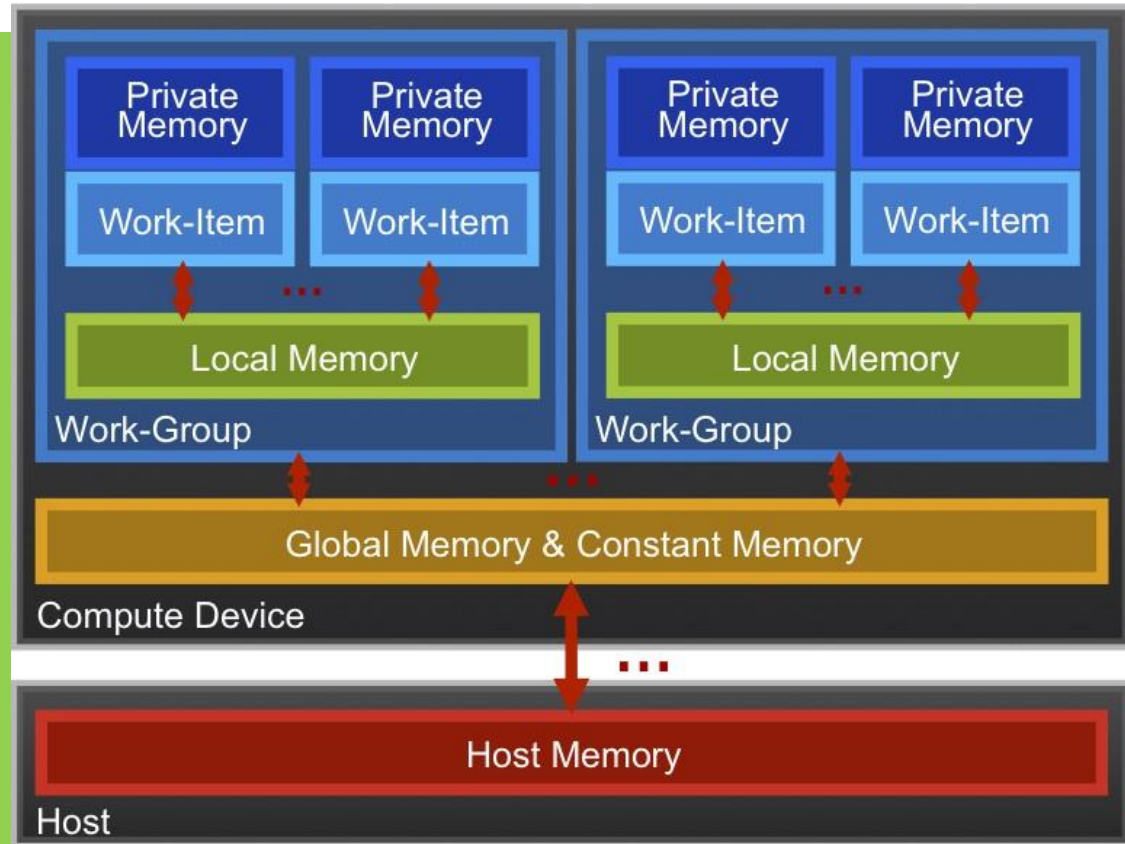 Private
Memory
Private
Memory
Private
Memory
Private
Memory
Work-Item
Work-Item
Work-Item
Work-Item
...
...
Local Memory
Local Memory
Work-Group
Work-Group
...
Global Memory & Constant Memory
Compute Device
...
Host Memory
Host